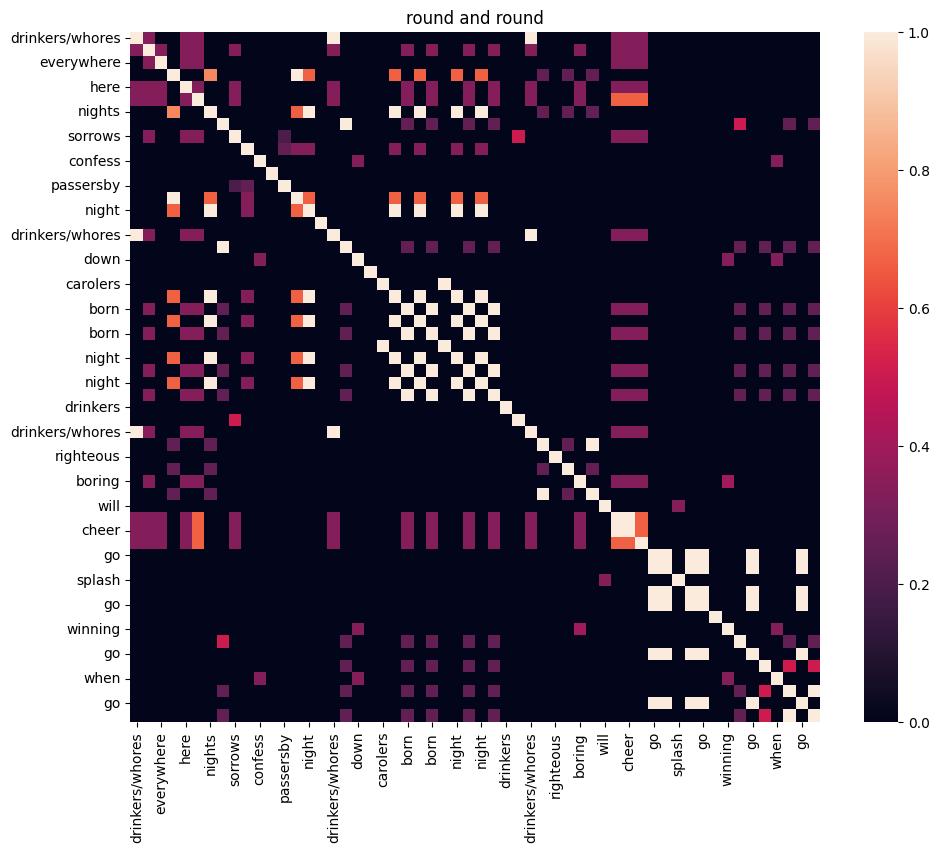 round and round
drinkers/whores
everywhere
here
nights
sorrows
confess
passersby
night
drinkers/whores
down
carolers
born
born
night
night
drinkers
drinkers/whores
righteous
boring
will
cheer
go
splash
go
winning
go
when
go
drinkers/whores
everywhere
here
nights
sorrows
confess
passersby
night
drinkers/whores
down
carolers
born
born
night
night
drinkers
drinkers/whores
righteous
boring
will
cheer
go
splash
go
winning
go
when
go
1.0
0.8
0.6
0.4
0.2
0.0